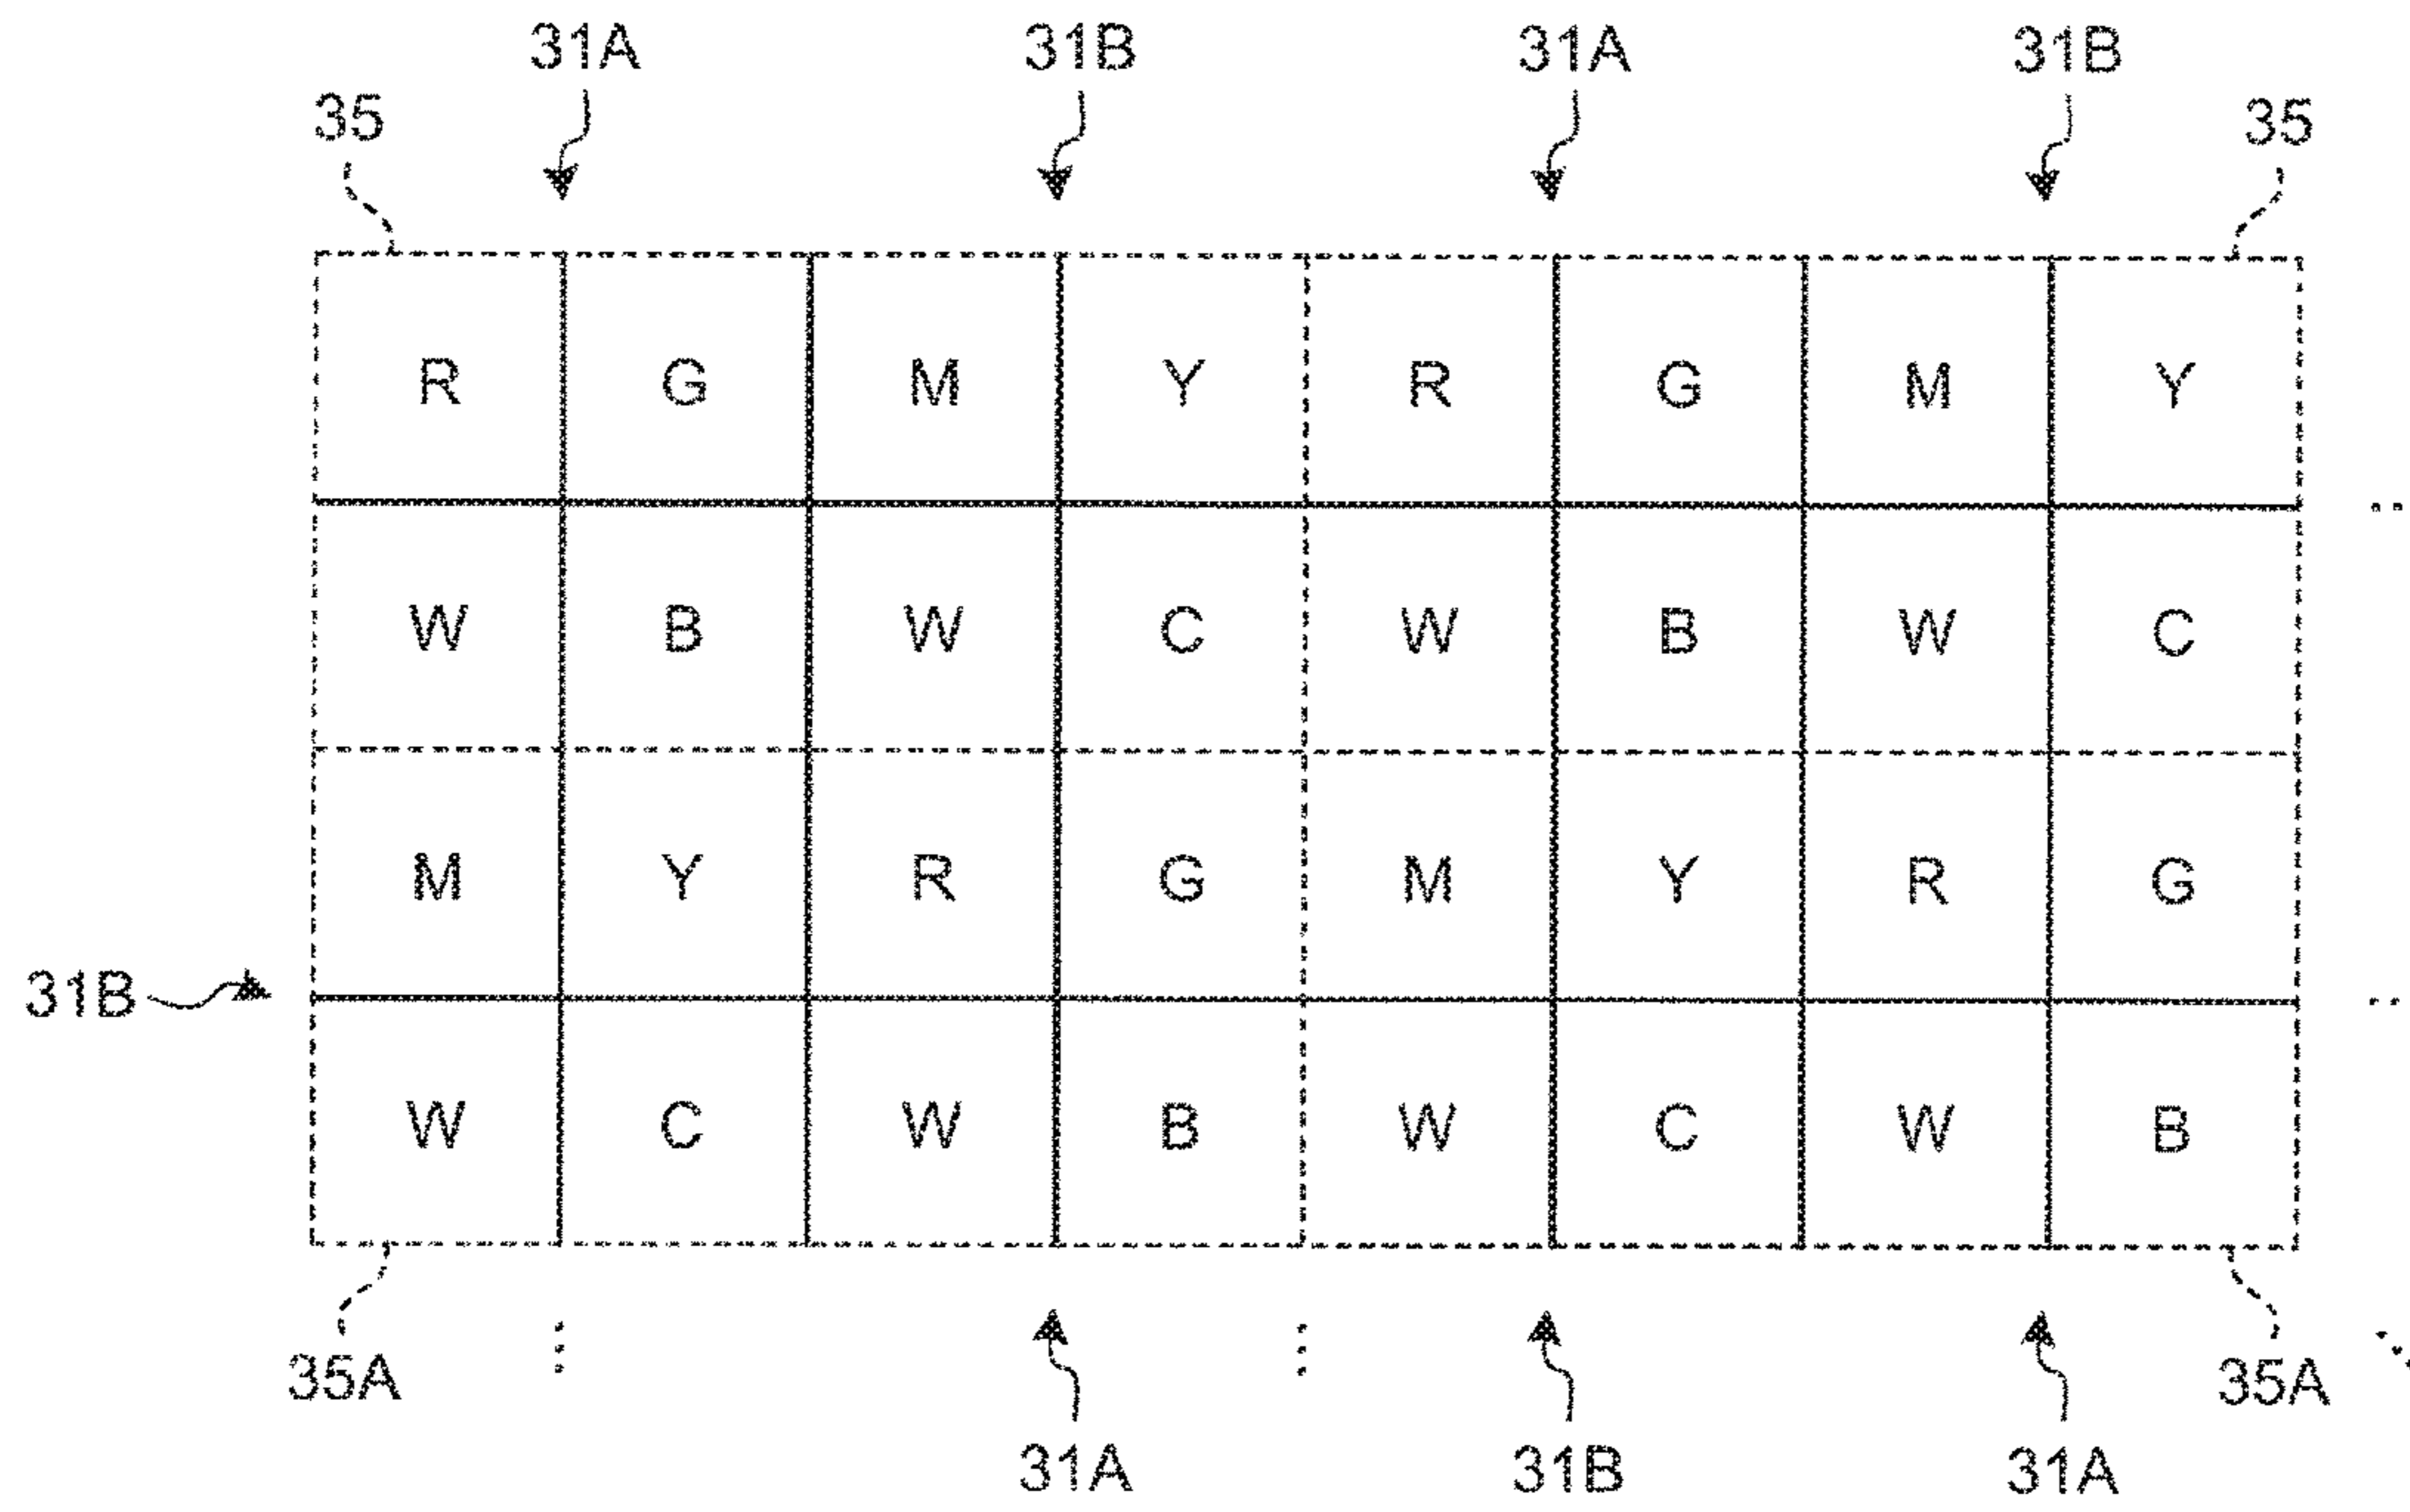 31A 31B 31A 31B
35 35
R G M Y R G M Y
W B W C W B W C
M Y R G M Y R G
31B
W C W B W C W B
35A 35A
31A 31B 31A